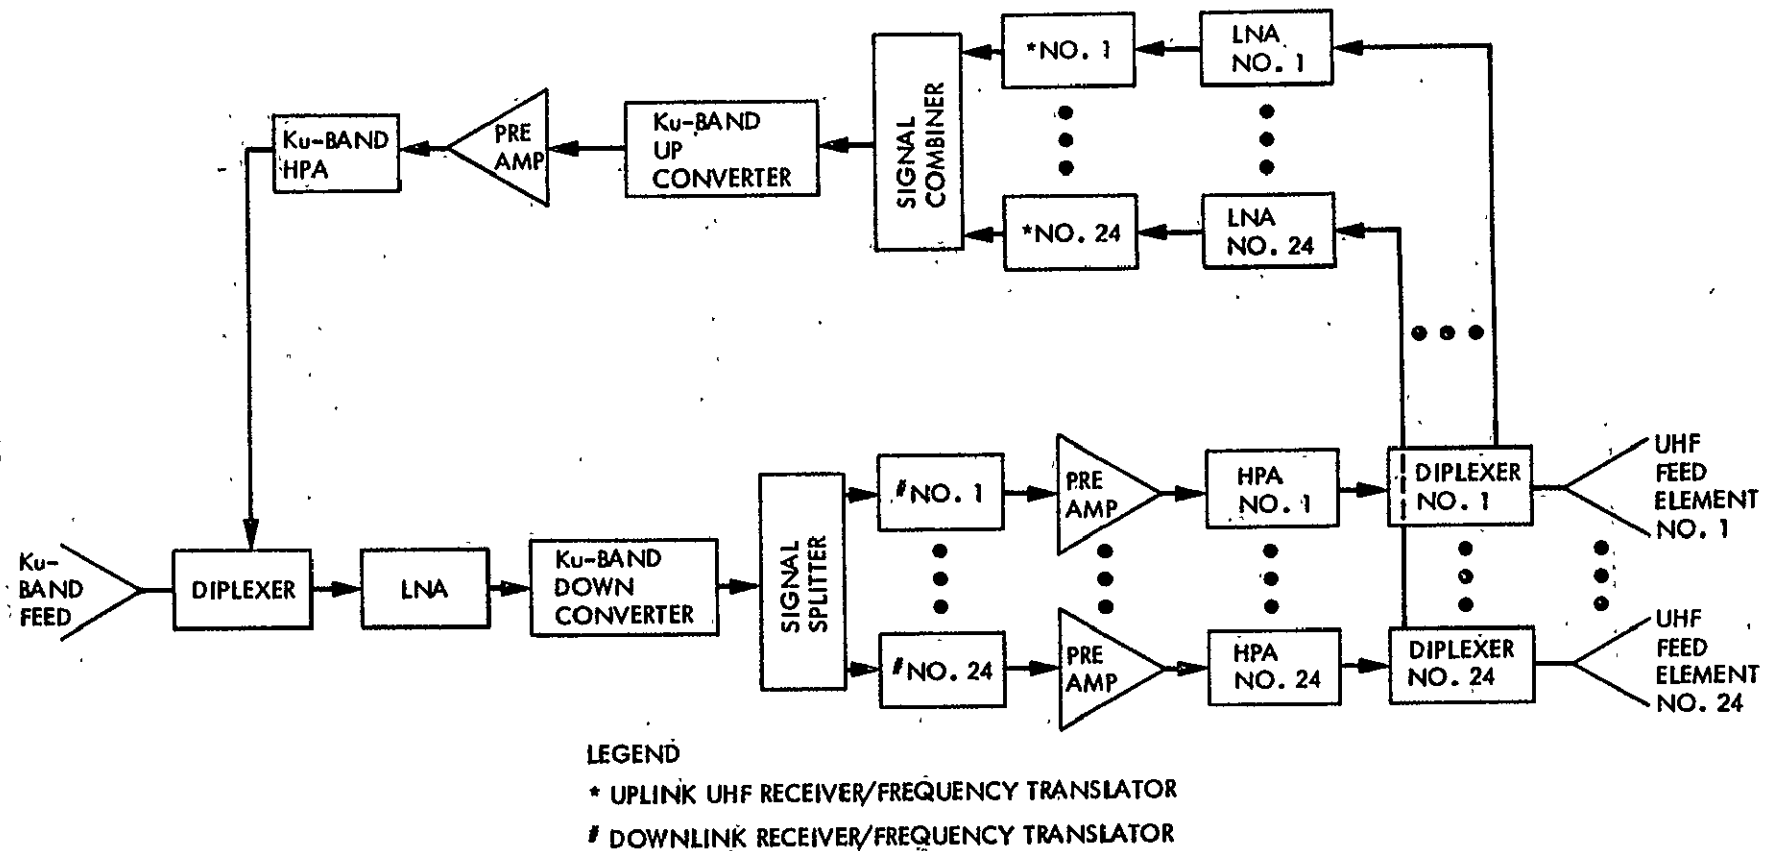 *NO. 1
LNA
NO. 1
Ku-BAND
HPA
PRE
AMP
Ku-BAND
UP
CONVERTER
SIGNAL
COMBINER
*NO. 24
LNA
NO. 24
Ku-
BAND
FEED
DIPLEXER
LNA
Ku-BAND
DOWN
CONVERTER
SIGNAL
SPLITTER
#NO. 1
PRE
AMP
HPA
NO. 1
DIPLEXER
NO. 1
UHF
FEED
ELEMENT
NO. 1
#NO. 24
PRE
AMP
HPA
NO. 24
DIPLEXER
NO. 24
UHF
FEED
ELEMENT
NO. 24
LEGEND
* UPLINK UHF RECEIVER/FREQUENCY TRANSLATOR
# DOWNLINK RECEIVER/FREQUENCY TRANSLATOR